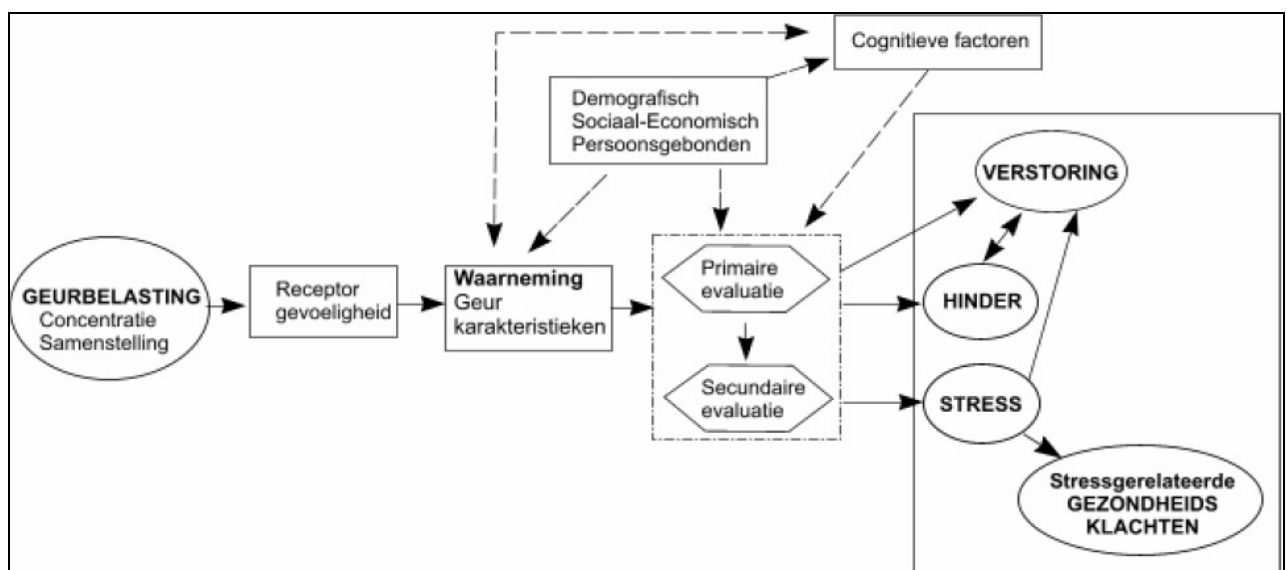 Cognitieve factoren
Demografisch
Sociaal-Economisch
Persoonsgebonden
VERSTORING
GEURBELASTING
Concentratie
Samenstelling
Receptor
gevoeligheid
Waarneming
Geur
karakteristieken
Primaire
evaluatie
HINDER
Secundaire
evaluatie
STRESS
Stressgerelateerde
GEZONDHEIDS
KLACHTEN